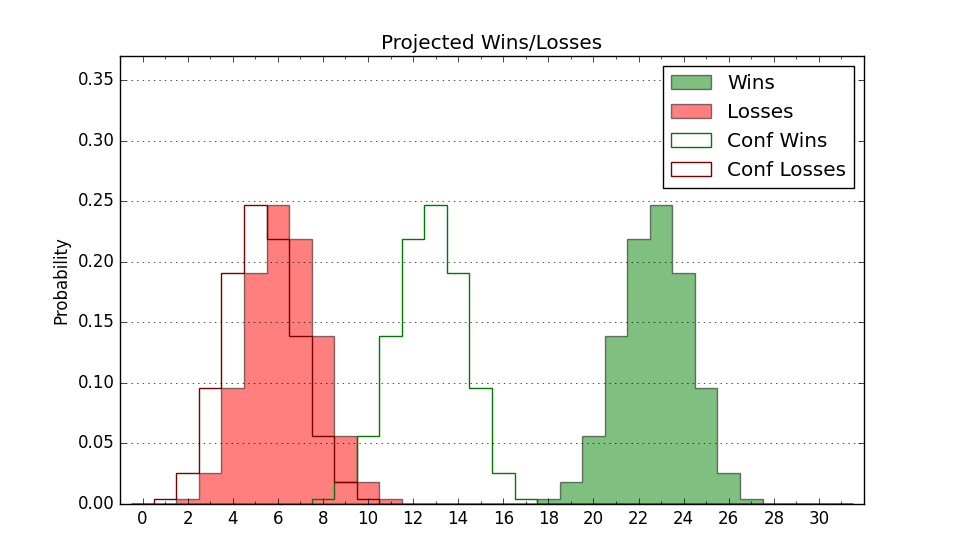 Projected Wins/Losses
Wins
Losses
Conf Wins
Conf Losses
Probability
0.35
0.30
0.25
0.20
0.15
0.10
0.05
0.00
0 2 4 6 8 10 12 14 16 18 20 22 24 26 28 30